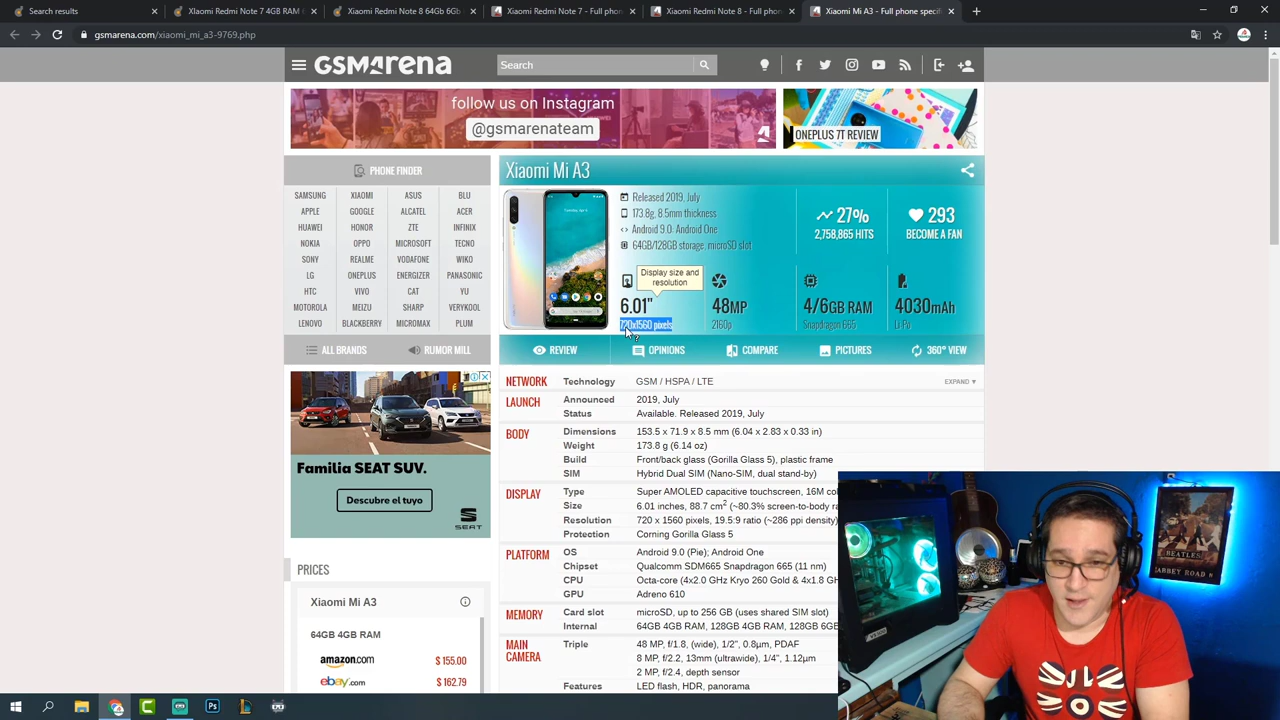 Search results
Xiaomi Redmi Note 7 4GB RAM 6
Xiaomi Redmi Note 8 64Gb 6Gb
Redmi Note 7 - Full phon
Redmi Note 8 - Full phone
Xiaomi Mi A3 - Full phone specifi
gsmarena.com/xiaomi_mi_a3-9769.php
GSMArena
Search
follow us on Instagram
@gsmarenateam
ONEPLUS 7T REVIEW
PHONE FINDER
SAMSUNG XIAOMI ASUS BLU
APPLE GOOGLE ALCATEL ACER
HUAWEI HONOR ZTE INFINIX
NOKIA OPPO MICROSOFT TECNO
SONY REALME VODAFONE WIKO
LG ONEPLUS ENERGIZER PANASONIC
HTC VIVO CAT YU
MOTOROLA MEIZU SHARP VERYKOOL
LENOVO BLACKBERRY MICROMAX PLUM
ALL BRANDS
RUMOR MILL
Xiaomi Mi A3
Released 2019, July
173.8g, 8.5mm thickness
Android 9.0, Android One
64GB/128GB storage, microSD slot
27%
2,758,865 HITS
293
BECOME A FAN
Display size and
resolution
6.01"
720x1560 pixels
48MP
2160p
4/6GB RAM
Snapdragon 665
4030mAh
Li-Po
REVIEW
OPINIONS
COMPARE
PICTURES
360° VIEW
NETWORK Technology GSM / HSPA / LTE EXPAND ▼
LAUNCH Announced 2019, July
Status Available. Released 2019, July
BODY Dimensions 153.5 x 71.9 x 8.5 mm (6.04 x 2.83 x 0.33 in)
Weight 173.8 g (6.14 oz)
Build Front/back glass (Gorilla Glass 5), plastic frame
SIM Hybrid Dual SIM (Nano-SIM, dual stand-by)
DISPLAY Type Super AMOLED capacitive touchscreen, 16M col
Size 6.01 inches, 88.7 cm2 (~80.3% screen-to-body ra
Resolution 720 x 1560 pixels, 19.5:9 ratio (~286 ppi density)
Protection Corning Gorilla Glass 5
PLATFORM OS Android 9.0 (Pie); Android One
Chipset Qualcomm SDM665 Snapdragon 665 (11 nm)
CPU Octa-core (4x2.0 GHz Kryo 260 Gold & 4x1.8 GH
GPU Adreno 610
MEMORY Card slot microSD, up to 256 GB (uses shared SIM slot)
Internal 64GB 4GB RAM, 128GB 4GB RAM, 128GB 6GB
MAIN
CAMERA
Triple 48 MP, f/1.8, (wide), 1/2", 0.8µm, PDAF
8 MP, f/2.2, 13mm (ultrawide), 1/4", 1.12µm
2 MP, f/2.4, depth sensor
Features LED flash, HDR, panorama
Familia SEAT SUV.
Descubre el tuyo
SEAT
PRICES
Xiaomi Mi A3
64GB 4GB RAM
amazon.com $ 155.00
ebay.com $ 162.79
BEATLES
ABBEY ROAD